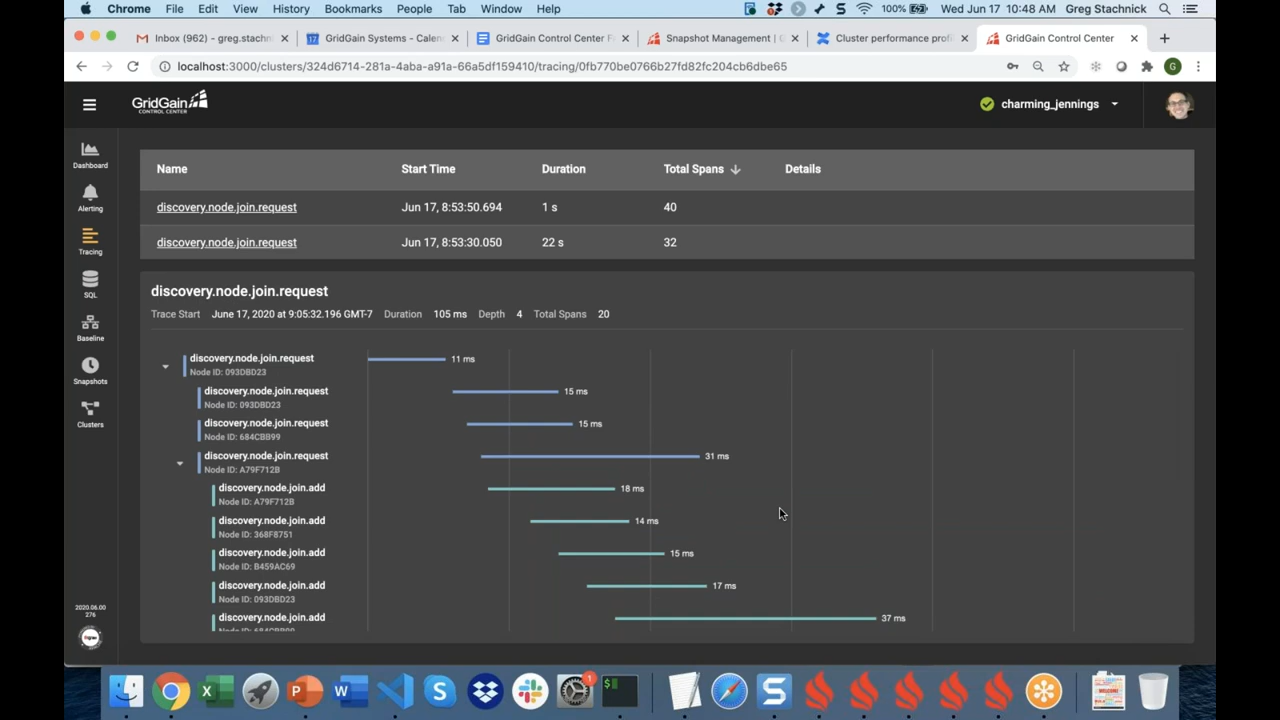 Chrome File Edit View History Bookmarks People Tab Window Help 100% Wed Jun 17 10:48 AM Greg Stachnick
Inbox (962) - greg.stachn GridGain Systems - Calen GridGain Control Center F Snapshot Management | G Cluster performance profi GridGain Control Center
localhost:3000/clusters/324d6714-281a-4aba-a91a-66a5df159410/tracing/0fb770be0766b27fd82fc204cb6dbe65 G
GridGain charming_jennings
CONTROL CENTER
Dashboard
Alerting
Tracing
SQL
Baseline
Snapshots
Clusters
2020.06.00
276
Name Start Time Duration Total Spans Details
discovery.node.join.request Jun 17, 8:53:50.694 1 s 40
discovery.node.join.request Jun 17, 8:53:30.050 22 s 32
discovery.node.join.request
Trace Start June 17, 2020 at 9:05:32.196 GMT-7 Duration 105 ms Depth 4 Total Spans 20
discovery.node.join.request 11 ms
Node ID: 093DBD23
discovery.node.join.request 15 ms
Node ID: 093DBD23
discovery.node.join.request 15 ms
Node ID: 684CBB99
discovery.node.join.request 31 ms
Node ID: A79F712B
discovery.node.join.add 18 ms
Node ID: A79F712B
discovery.node.join.add 14 ms
Node ID: 368F8751
discovery.node.join.add 15 ms
Node ID: B459AC69
discovery.node.join.add 17 ms
Node ID: 093DBD23
discovery.node.join.add 37 ms
Node ID: 684CBB99